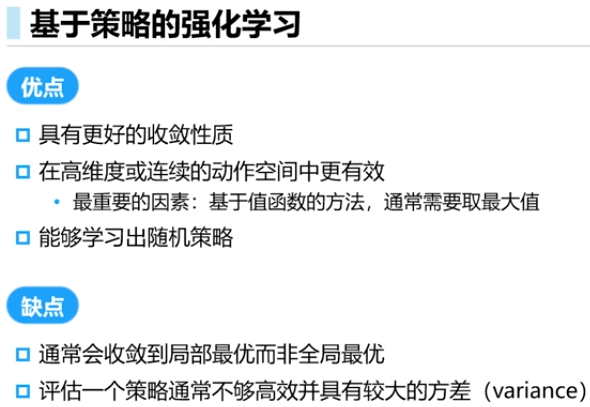 基于策略的强化学习
优点
具有更好的收敛性质
在高维度或连续的动作空间中更有效
• 最重要的因素：基于值函数的方法，通常需要取最大值
能够学习出随机策略
缺点
通常会收敛到局部最优而非全局最优
评估一个策略通常不够高效并具有较大的方差（variance）